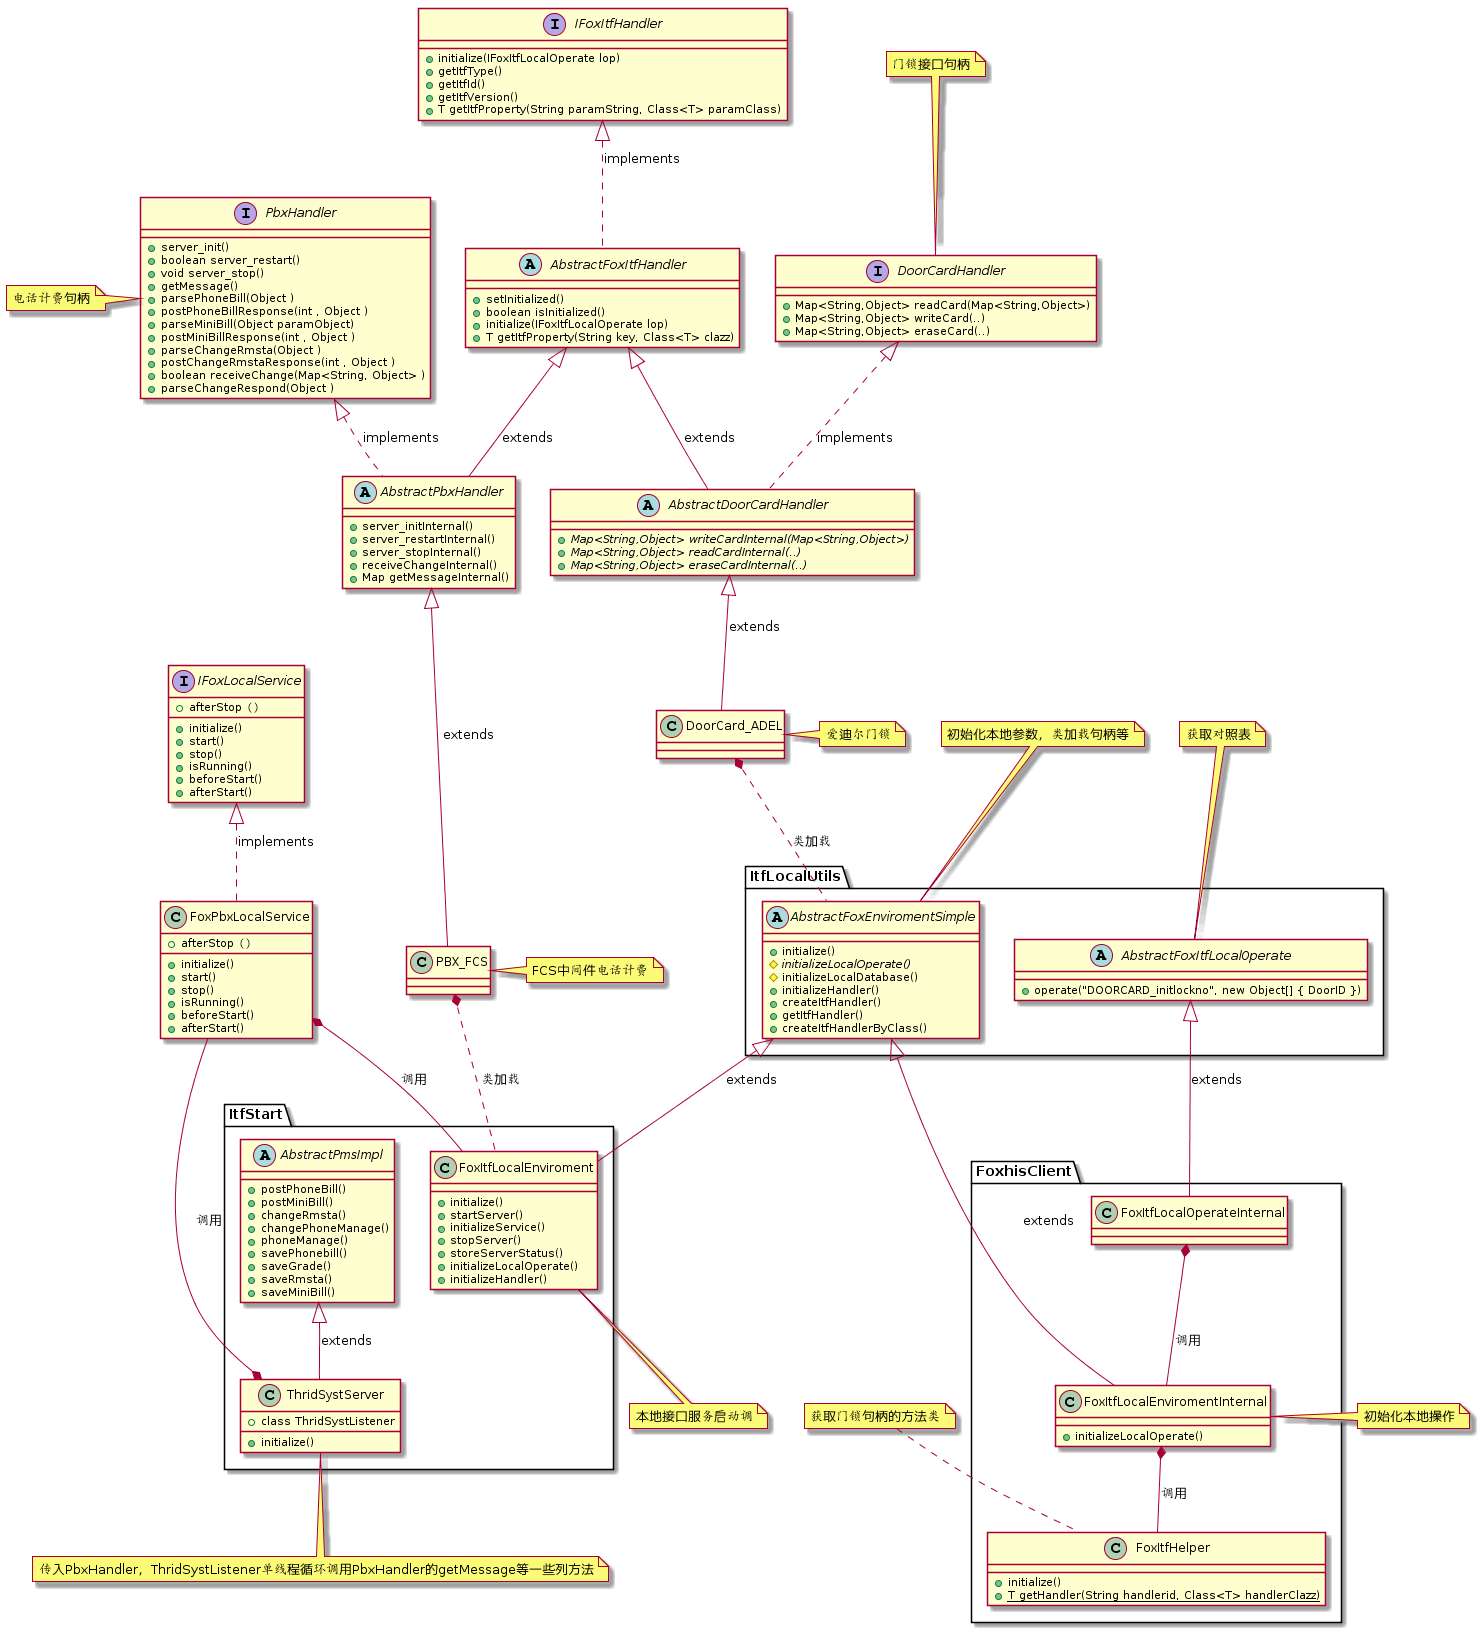 IFoxItfHandler
initialize(IFoxItfLocalOperate lop)
getItfType()
getItfId()
getItfVersion()
T getItfProperty(String paramString, Class<T> paramClass)
门锁接口句柄
implements
PbxHandler
server_init()
boolean server_restart()
void server_stop()
getMessage()
parsePhoneBill(Object )
postPhoneBillResponse(int , Object )
parseMiniBill(Object paramObject)
postMiniBillResponse(int , Object )
parseChangeRmsta(Object )
postChangeRmstaResponse(int , Object )
boolean receiveChange(Map<String, Object> )
parseChangeRespond(Object )
电话计费句柄
AbstractFoxItfHandler
setInitialized()
boolean isInitialized()
initialize(IFoxItfLocalOperate lop)
T getItfProperty(String key, Class<T> clazz)
DoorCardHandler
Map<String,Object> readCard(Map<String,Object>)
Map<String,Object> writeCard(..)
Map<String,Object> eraseCard(..)
implements
extends
extends
implements
AbstractPbxHandler
server_initInternal()
server_restartInternal()
server_stopInternal()
receiveChangeInternal()
Map getMessageInternal()
AbstractDoorCardHandler
Map<String,Object> writeCardInternal(Map<String,Object>)
Map<String,Object> readCardInternal(..)
Map<String,Object> eraseCardInternal(..)
extends
IFoxLocalService
afterStop（）
initialize()
start()
stop()
isRunning()
beforeStart()
afterStart()
extends
DoorCard_ADEL
爱迪尔门锁
初始化本地参数，类加载句柄等
获取对照表
implements
类加载
ItfLocalUtils
FoxPbxLocalService
afterStop（）
initialize()
start()
stop()
isRunning()
beforeStart()
afterStart()
PBX_FCS
FCS中间件电话计费
AbstractFoxEnviromentSimple
initialize()
initializeLocalOperate()
initializeLocalDatabase()
initializeHandler()
createItfHandler()
getItfHandler()
createItfHandlerByClass()
AbstractFoxItfLocalOperate
operate("DOORCARD_initlockno", new Object[] { DoorID })
调用
类加载
extends
extends
ItfStart
AbstractPmsImpl
postPhoneBill()
postMiniBill()
changeRmsta()
changePhoneManage()
phoneManage()
savePhonebill()
saveGrade()
saveRmsta()
saveMiniBill()
FoxItfLocalEnviroment
initialize()
startServer()
initializeService()
stopServer()
storeServerStatus()
initializeLocalOperate()
initializeHandler()
FoxhisClient
FoxItfLocalOperateInternal
调用
extends
extends
调用
ThridSystServer
class ThridSystListener
initialize()
本地接口服务启动调
获取门锁句柄的方法类
FoxItfLocalEnviromentInternal
initializeLocalOperate()
初始化本地操作
调用
FoxItfHelper
initialize()
T getHandler(String handlerid, Class<T> handlerClazz)
传入PbxHandler，ThridSystListener单线程循环调用PbxHandler的getMessage等一些列方法